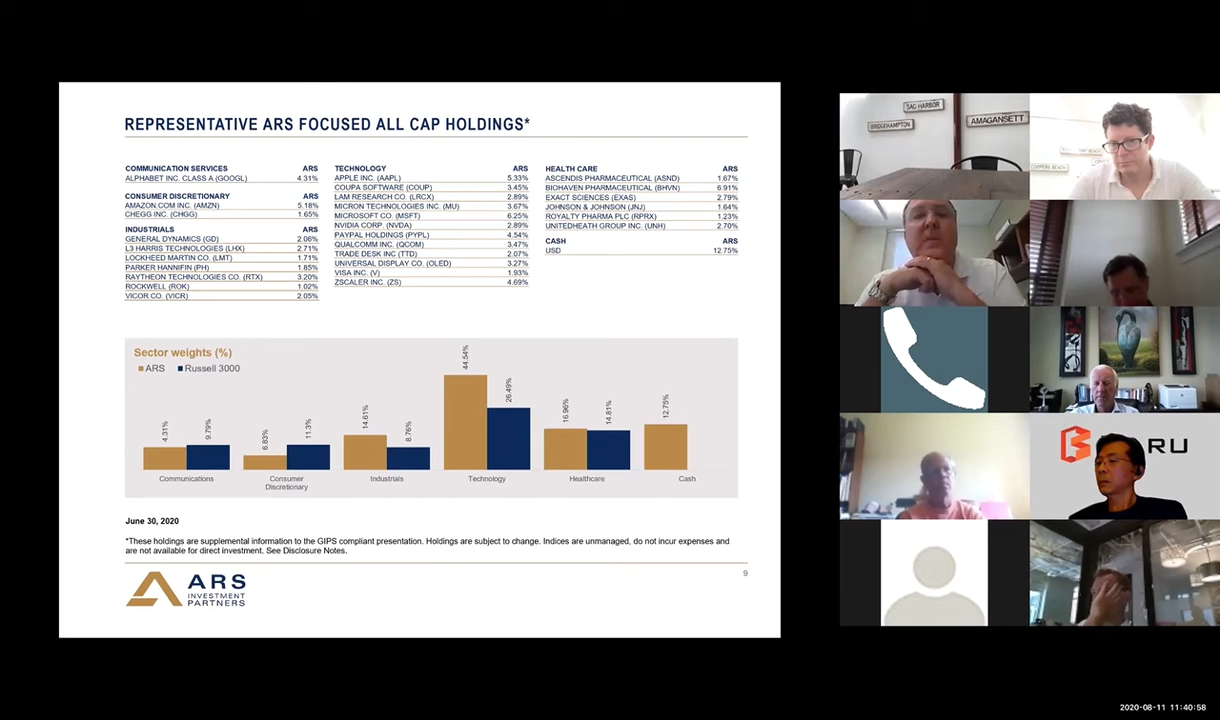 REPRESENTATIVE ARS FOCUSED ALL CAP HOLDINGS*
COMMUNICATION SERVICES ARS
ALPHABET INC. CLASS A (GOOGL) 4.31%
CONSUMER DISCRETIONARY ARS
AMAZON.COM INC. (AMZN) 5.18%
CHEGG INC. (CHGG) 1.65%
INDUSTRIALS ARS
GENERAL DYNAMICS (GD) 2.06%
L3 HARRIS TECHNOLOGIES (LHX) 2.71%
LOCKHEED MARTIN CO. (LMT) 1.71%
PARKER HANNIFIN (PH) 1.85%
RAYTHEON TECHNOLOGIES CO. (RTX) 3.20%
ROCKWELL (ROK) 1.02%
VICOR CO. (VICR) 2.05%
TECHNOLOGY ARS
APPLE INC. (AAPL) 5.33%
COUPA SOFTWARE (COUP) 3.45%
LAM RESEARCH CO. (LRCX) 2.89%
MICRON TECHNOLOGIES INC. (MU) 3.67%
MICROSOFT CO. (MSFT) 6.25%
NVIDIA CORP. (NVDA) 2.89%
PAYPAL HOLDINGS (PYPL) 4.54%
QUALCOMM INC. (QCOM) 3.47%
TRADE DESK INC (TTD) 2.07%
UNIVERSAL DISPLAY CO. (OLED) 3.27%
VISA INC. (V) 1.93%
ZSCALER INC. (ZS) 4.69%
HEALTH CARE ARS
ASCENDIS PHARMACEUTICAL (ASND) 1.67%
BIOHAVEN PHARMACEUTICAL (BHVN) 6.91%
EXACT SCIENCES (EXAS) 2.79%
JOHNSON & JOHNSON (JNJ) 1.64%
ROYALTY PHARMA PLC (RPRX) 1.23%
UNITEDHEATH GROUP INC. (UNH) 2.70%
CASH ARS
USD 12.75%
Sector weights (%)
ARS Russell 3000
4.31% 9.79% 6.83% 11.3% 14.61% 8.76% 44.54% 26.49% 16.96% 14.81% 12.75%
Communications Consumer Discretionary Industrials Technology Healthcare Cash
June 30, 2020
*These holdings are supplemental information to the GIPS compliant presentation. Holdings are subject to change. Indices are unmanaged, do not incur expenses and
are not available for direct investment. See Disclosure Notes.
9
ARS
INVESTMENT
PARTNERS
SAG HARBOR
BRIDGEHAMPTON
AMAGANSETT
RU
2020-08-11 11:40:58